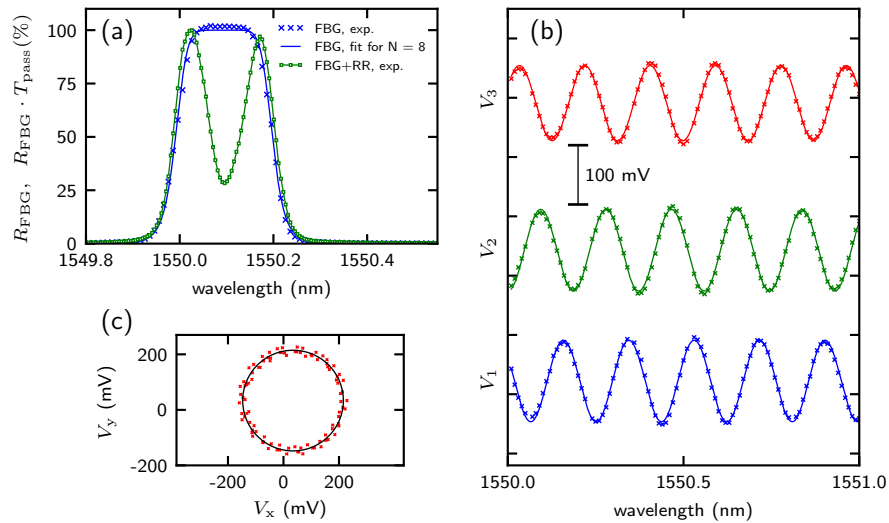 (a)
FBG, exp.
FBG, fit for N = 8
FBG+RR, exp.
R_FBG, R_FBG · T_pass(%)
100
75
50
25
0
1549.8
1550.0
1550.2
1550.4
wavelength (nm)
(b)
V_3
V_2
V_1
100 mV
1550.0
1550.5
1551.0
wavelength (nm)
(c)
V_y (mV)
200
0
-200
-200
0
200
V_x (mV)